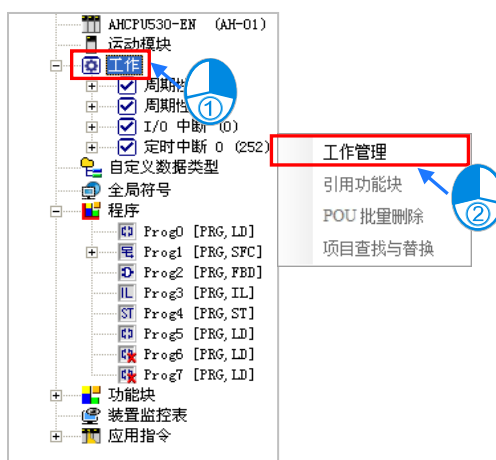 AHCPU530-EN (AH-01)
运动模块
工作
周期性
周期性
I/O 中断 (0)
定时中断 0 (252)
自定义数据类型
全局符号
程序
Prog0 [PRG,LD]
Prog1 [PRG,SFC]
Prog2 [PRG,FBD]
IL Prog3 [PRG,IL]
ST Prog4 [PRG,ST]
Prog5 [PRG,LD]
Prog6 [PRG,LD]
Prog7 [PRG,LD]
功能块
装置监控表
应用指令
①
工作管理
引用功能块
POU 批量删除
项目查找与替换
②